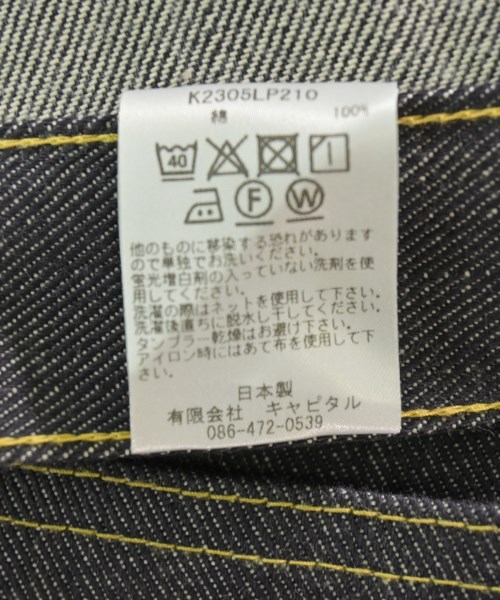 K2305LP210
綿 100%
40
F W
他のものに移染する恐れがあります
ので単独でお洗いください。
蛍光増白剤の入っていない洗剤を使
用してください。
洗濯の際はネットを使用して下さい。
洗濯後直ちに脱水し干してください。
タンブラー乾燥はお避け下さい。
アイロン時にはあて布を使用して下
さい。
日本製
有限会社 キャピタル
086-472-0539